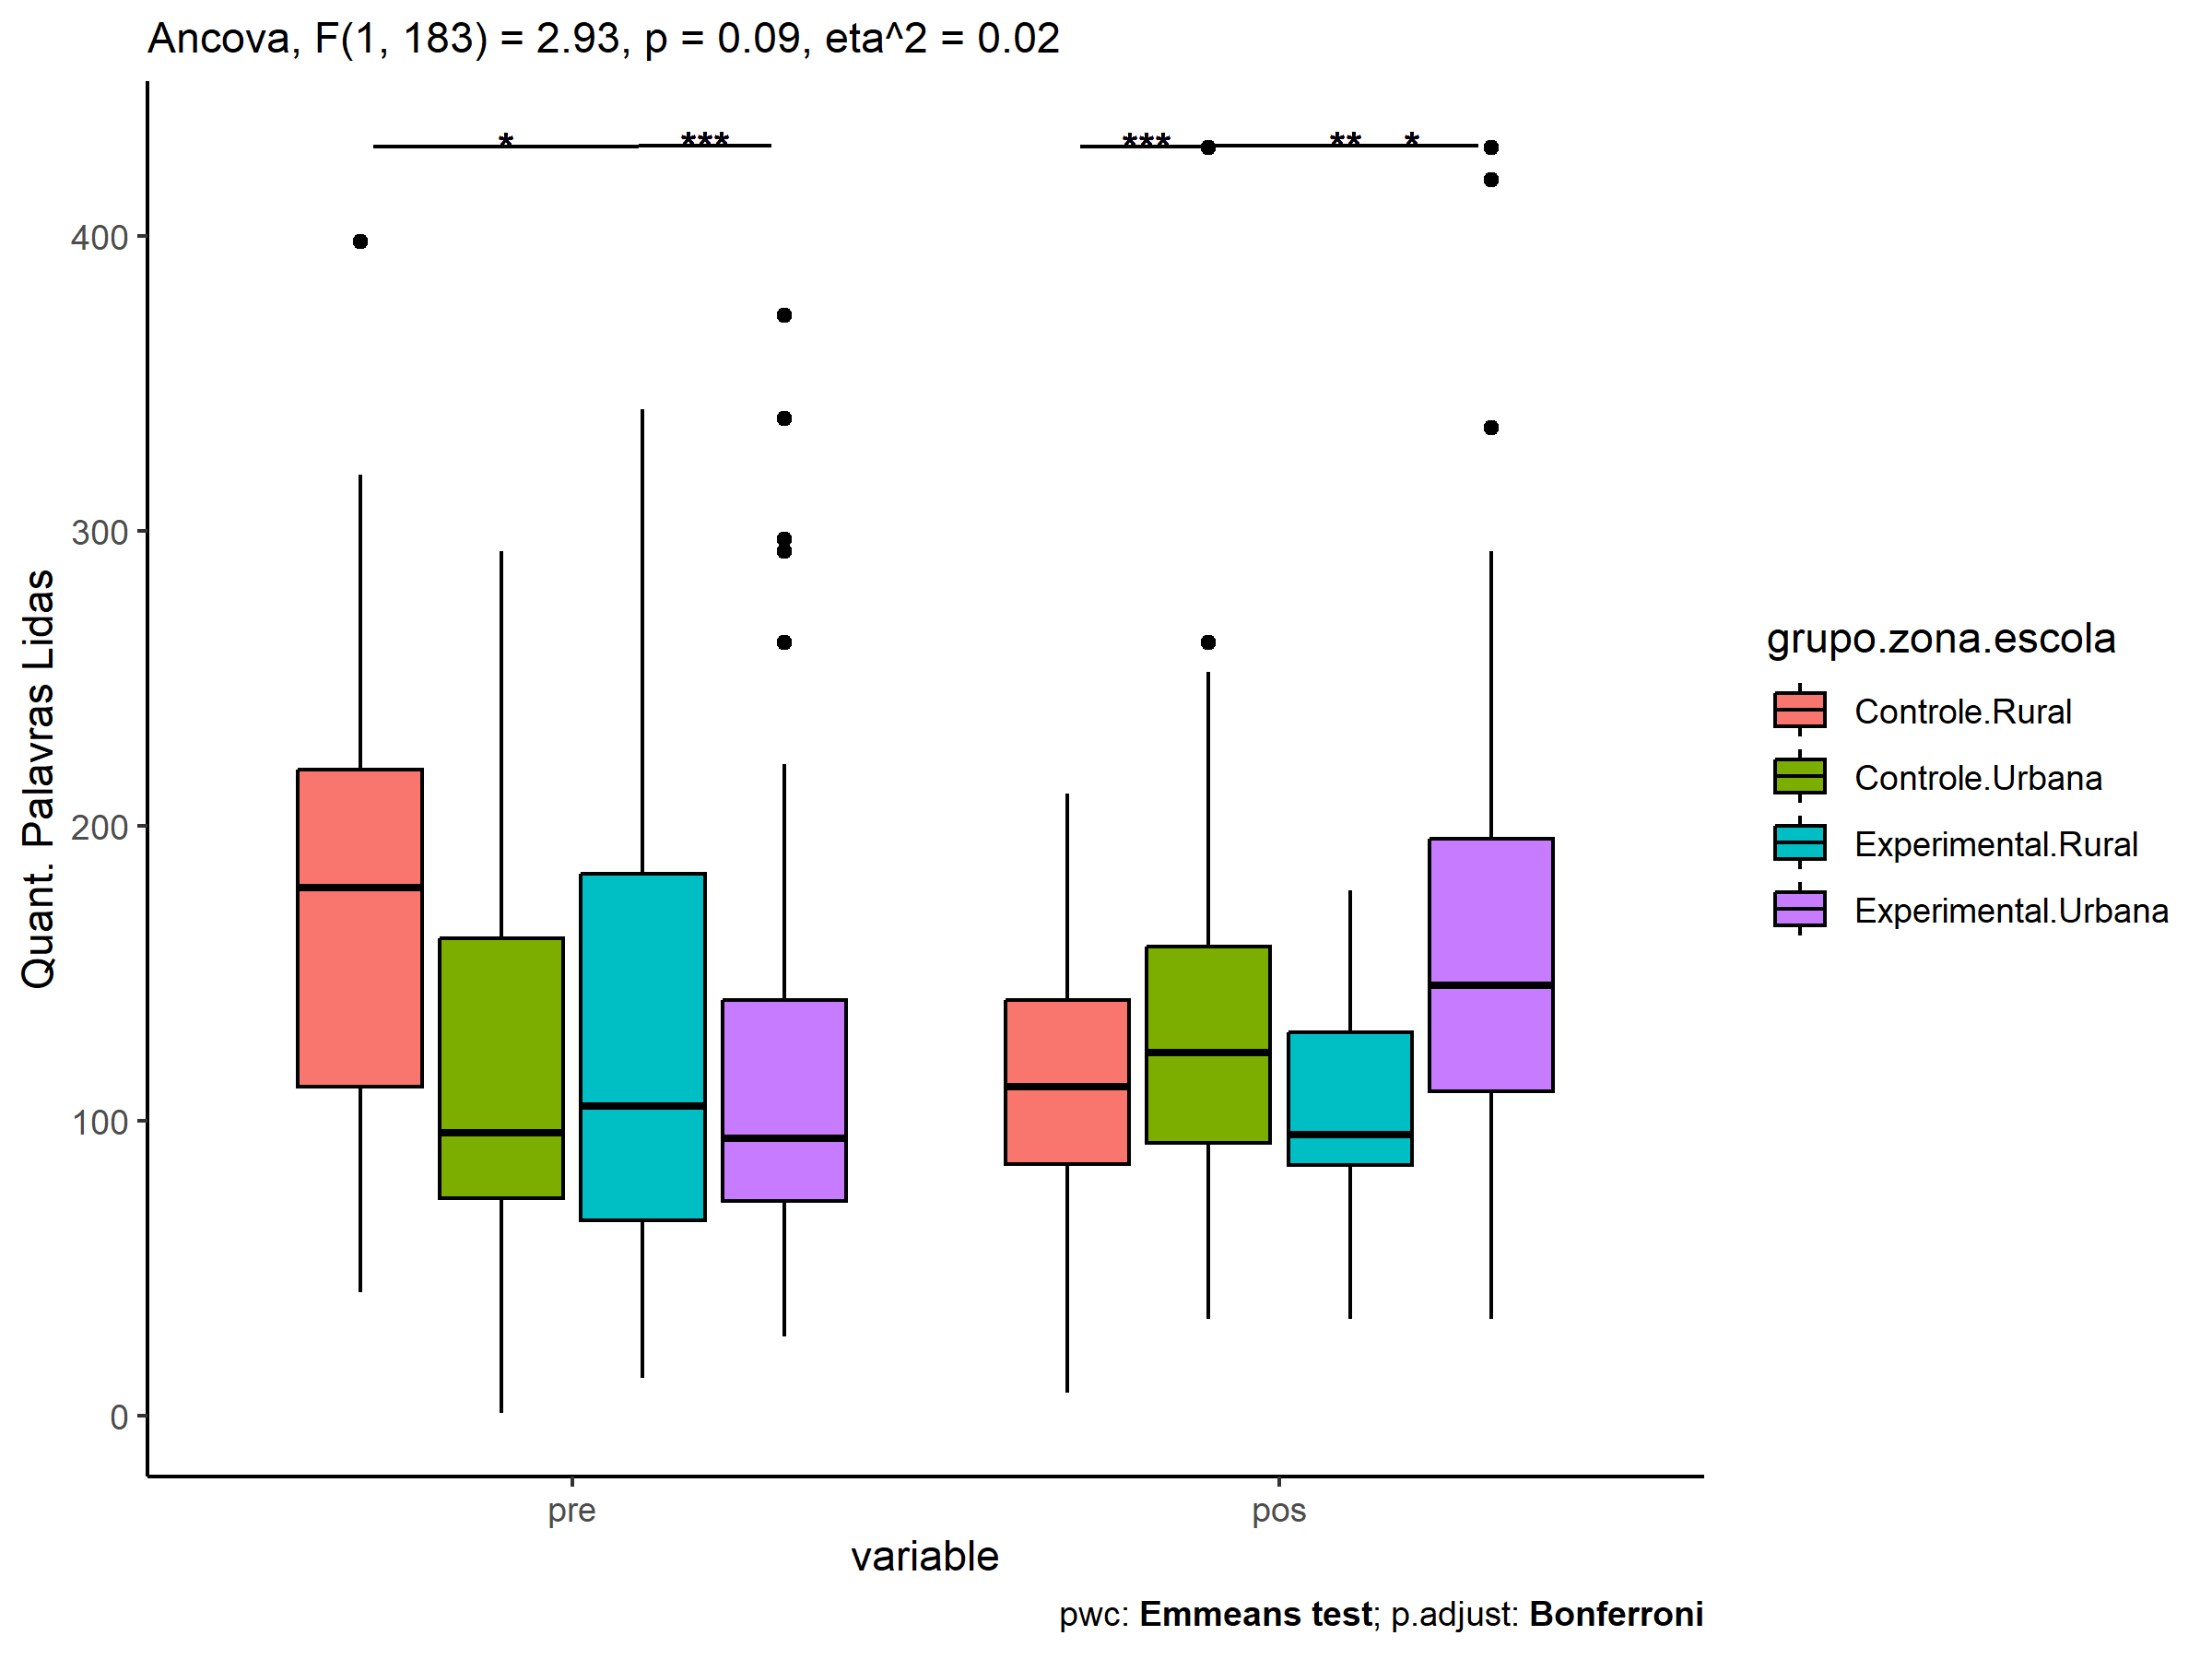 Ancova, F(1, 183) = 2.93, p = 0.09, eta^2 = 0.02
* *** *** ** *
Quant. Palavras Lidas
400
300
200
100
0
pre pos
variable
grupo.zona.escola
Controle.Rural
Controle.Urbana
Experimental.Rural
Experimental.Urbana
pwc: Emmeans test; p.adjust: Bonferroni